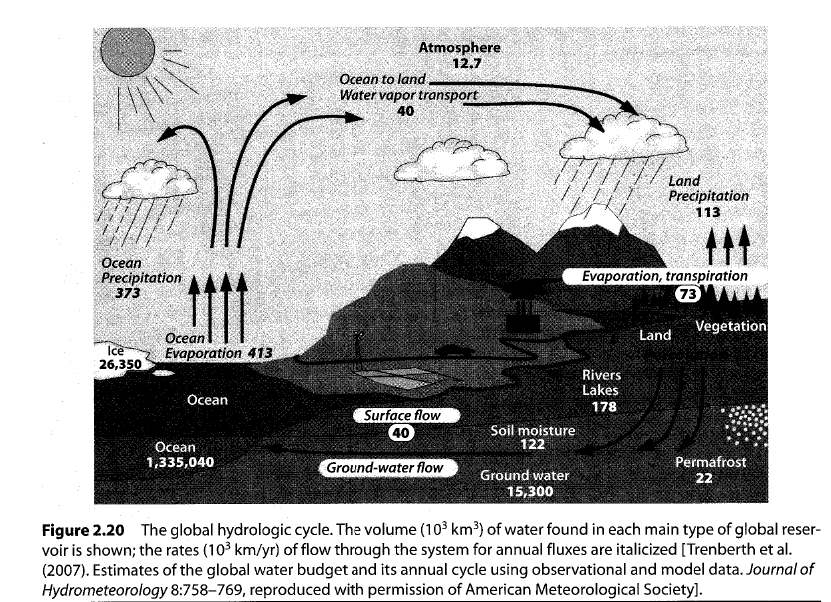 Atmosphere
12.7
Ocean to land
Water vapor transport
40
Land
Precipitation
113
Ocean
Precipitation
373
Evaporation, transpiration
73
Ocean
Evaporation 413
Ice
26,350
Land
Vegetation
Ocean
Rivers
Lakes
178
Surface flow
40
Soil moisture
122
Ocean
1,335,040
Ground-water flow
Ground water
15,300
Permafrost
22
Figure 2.20 The global hydrologic cycle. The volume (10³ km³) of water found in each main type of global reser-
voir is shown; the rates (10³ km/yr) of flow through the system for annual fluxes are italicized [Trenberth et al.
(2007). Estimates of the global water budget and its annual cycle using observational and model data. Journal of
Hydrometeorology 8:758–769, reproduced with permission of American Meteorological Society].